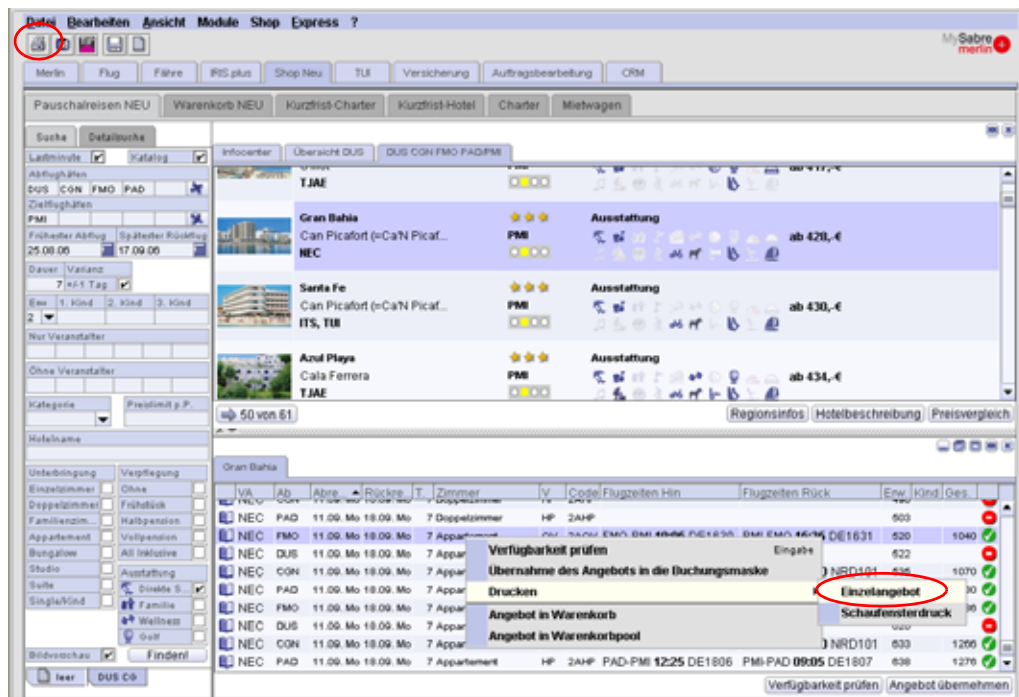 Datei Bearbeiten Ansicht Module Shop Express ?
MySabre
merlin
Merlin Flug Fähre IRIS.plus Shop Neu TUI Versicherung Auftragsbearbeitung CRM
Pauschalreisen NEU Warenkorb NEU Kurzfrist-Charter Kurzfrist-Hotel Charter Mietwagen
Suche Detailsuche
Lastminute Katalog
Abflughäfen
DUS CGN FMO PAD
Zielflughäfen
PMI
Frühester Abflug Spätester Rückflug
25.08.06 17.09.06
Dauer Varianz
7 +/-1 Tag
Erw 1. Kind 2. Kind 3. Kind
2
Nur Veranstalter
Ohne Veranstalter
Kategorie Preislimit p.P.
Hotelname
Unterbringung Verpflegung
Einzelzimmer Ohne
Doppelzimmer Frühstück
Familienzim... Halbpension
Appartement Vollpension
Bungalow All Inklusive
Studio Ausstattung
Suite Direkte S...
Single/Kind Familie
Wellness
Golf
Bildvorschau Finden!
leer DUS CG
Infocenter Übersicht DUS DUS CGN FMO PAD/PMI
TJAE
Gran Bahia Ausstattung
Can Picafort (=Ca'N Picaf... PMI ab 428,-€
NEC
Santa Fe Ausstattung
Can Picafort (=Ca'N Picaf... PMI ab 430,-€
ITS, TUI
Azul Playa Ausstattung
Cala Ferrera PMI ab 434,-€
TJAE
50 von 61 Regionsinfos Hotelbeschreibung Preisvergleich
Gran Bahia
VA Ab Abre... Rückre... T.. Zimmer V Code Flugzeiten Hin Flugzeiten Rück Erw. Kind Ges.
NEC PAD 11.09. Mo 18.09. Mo 7 Doppelzimmer HP 2AHP 503
NEC FMO 11.09. Mo 18.09. Mo 7 Appartement 520 1040
NEC DUS 11.09. Mo 18.09. Mo 7 Appar 522
NEC CGN 11.09. Mo 18.09. Mo 7 Appar NRD101 535 1070
NEC PAD 11.09. Mo 18.09. Mo 7 Appar
NEC FMO 11.09. Mo 18.09. Mo 7 Appar
NEC DUS 11.09. Mo 18.09. Mo 7 Appar
NEC CGN 11.09. Mo 18.09. Mo 7 Appar NRD101 633 1266
NEC PAD 11.09. Mo 18.09. Mo 7 Appartement HP 2AHP PAD-PMI 12:25 DE1806 PMI-PAD 09:05 DE1807 638 1276
Verfügbarkeit prüfen Eingabe
Übernahme des Angebots in die Buchungsmaske
Drucken
Angebot in Warenkorb
Angebot in Warenkorbpool
Einzelangebot
Schaufensterdruck
Verfügbarkeit prüfen Angebot übernehmen